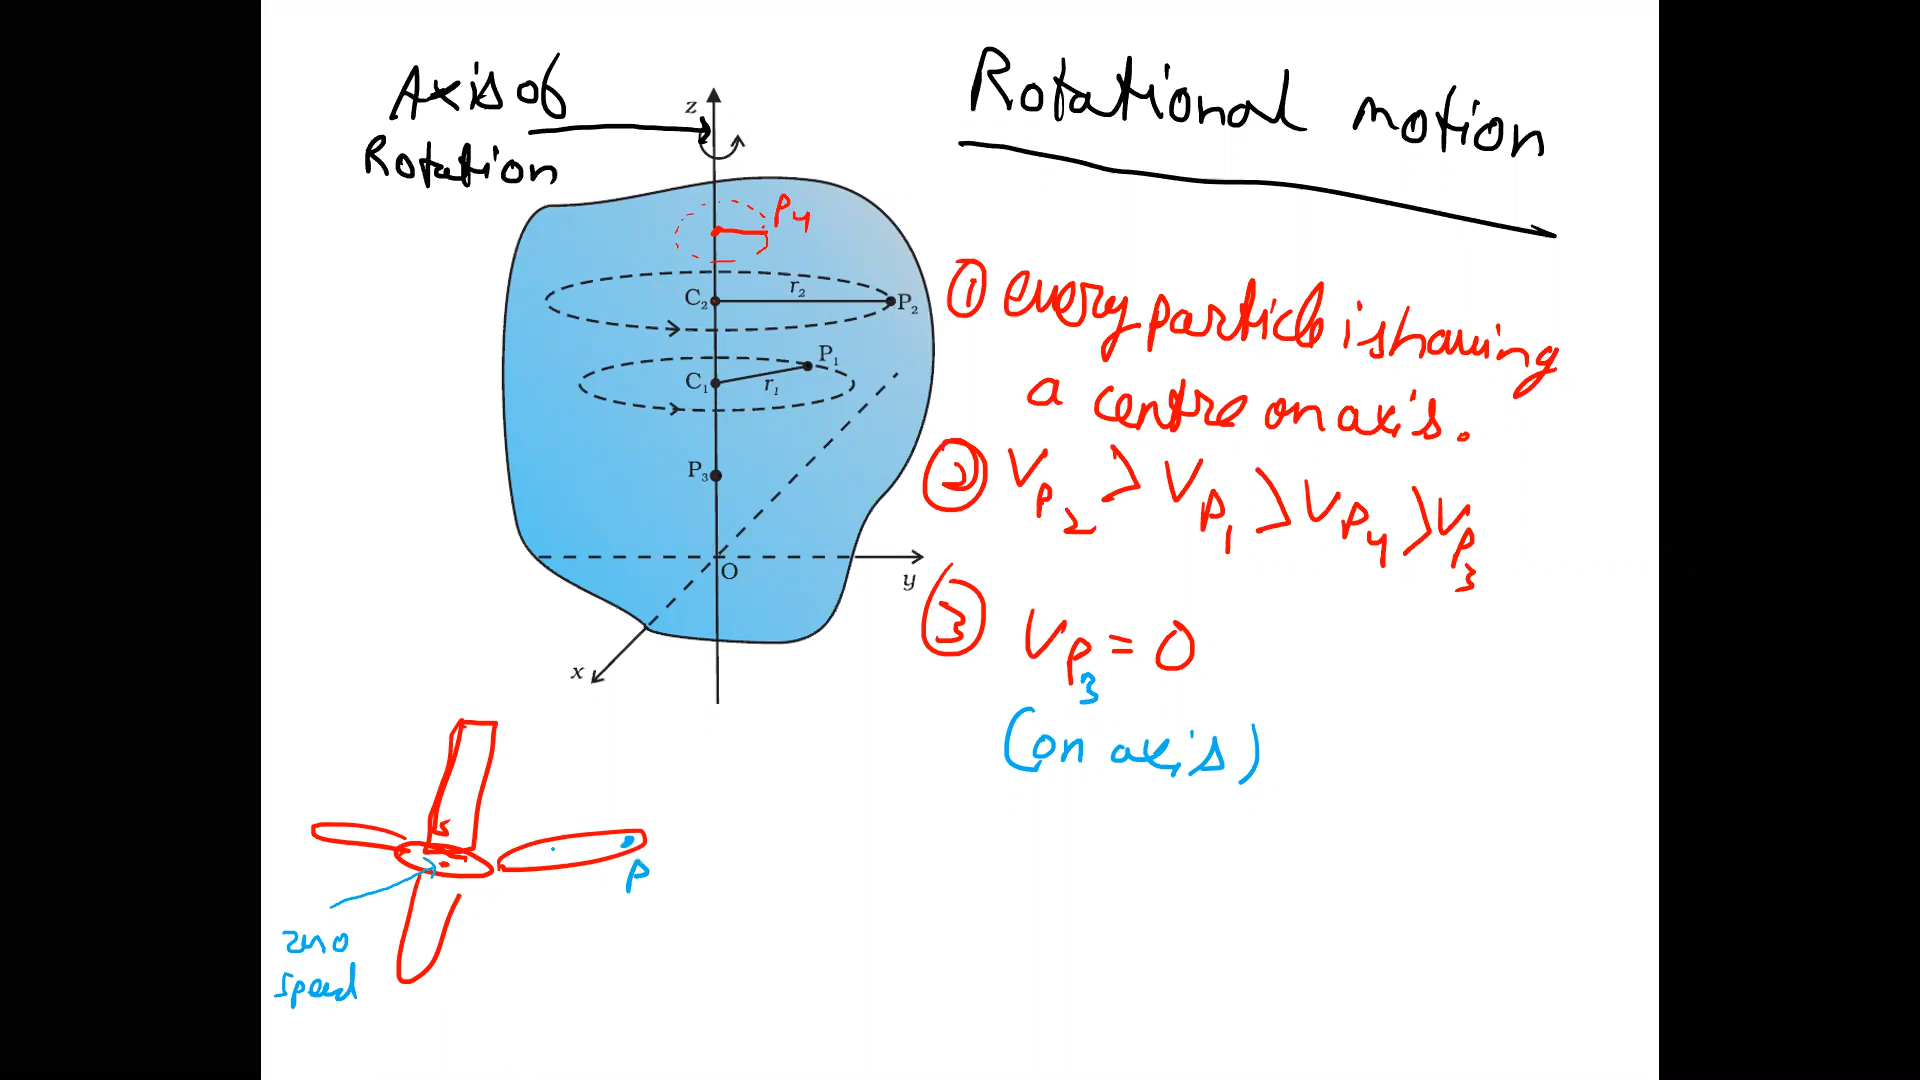 Axis of
Rotation
Rotational motion
z
P4
C2
r2
P2
P1
C1
r1
P3
O
y
x
① every particle is having
a centre on axis.
② VP2 > VP1 > VP4 > VP3
③ VP3 = 0
(on axis)
P
zero
speed